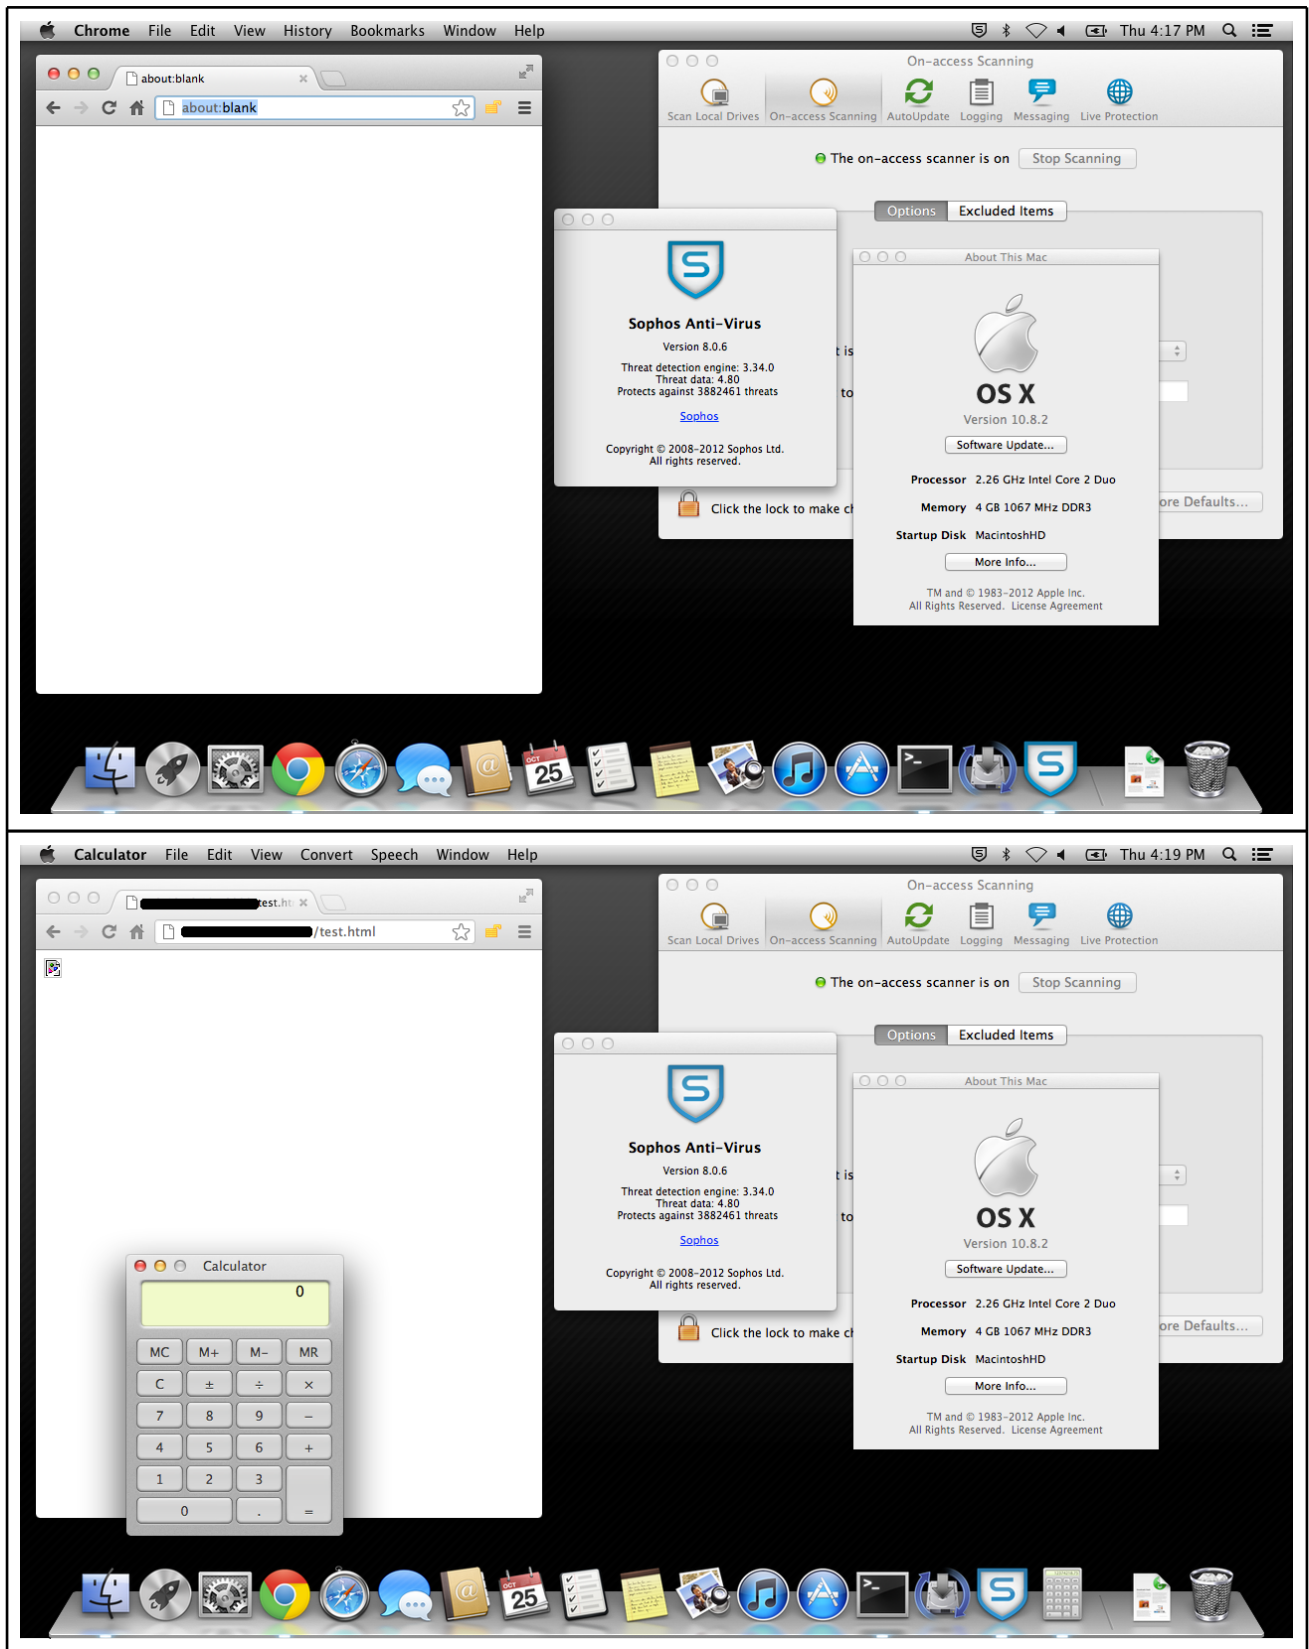 Chrome File Edit View History Bookmarks Window Help Thu 4:17 PM
about:blank
about:blank
On-access Scanning
Scan Local Drives On-access Scanning AutoUpdate Logging Messaging Live Protection
The on-access scanner is on Stop Scanning
Options Excluded Items
Sophos Anti-Virus
Version 8.0.6
Threat detection engine: 3.34.0
Threat data: 4.80
Protects against 3882461 threats
Sophos
Copyright © 2008-2012 Sophos Ltd.
All rights reserved.
t is
to
Click the lock to make ch
ore Defaults...
About This Mac
OS X
Version 10.8.2
Software Update...
Processor 2.26 GHz Intel Core 2 Duo
Memory 4 GB 1067 MHz DDR3
Startup Disk MacintoshHD
More Info...
TM and © 1983-2012 Apple Inc.
All Rights Reserved. License Agreement
OCT
25
Calculator File Edit View Convert Speech Window Help Thu 4:19 PM
test.ht
/test.html
On-access Scanning
Scan Local Drives On-access Scanning AutoUpdate Logging Messaging Live Protection
The on-access scanner is on Stop Scanning
Options Excluded Items
Sophos Anti-Virus
Version 8.0.6
Threat detection engine: 3.34.0
Threat data: 4.80
Protects against 3882461 threats
Sophos
Copyright © 2008-2012 Sophos Ltd.
All rights reserved.
t is
to
Click the lock to make ch
ore Defaults...
About This Mac
OS X
Version 10.8.2
Software Update...
Processor 2.26 GHz Intel Core 2 Duo
Memory 4 GB 1067 MHz DDR3
Startup Disk MacintoshHD
More Info...
TM and © 1983-2012 Apple Inc.
All Rights Reserved. License Agreement
Calculator
0
MC M+ M- MR
C ± ÷ ×
7 8 9 −
4 5 6 +
1 2 3
0 . =
OCT
25